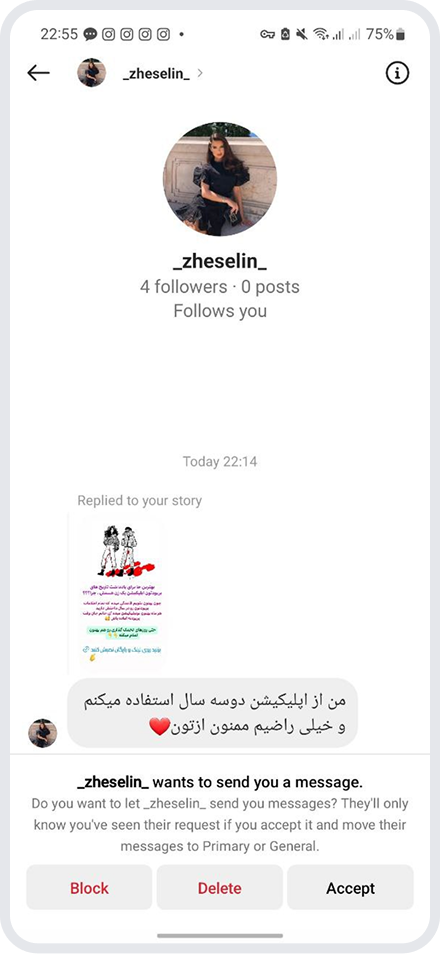 22:55
75%
_zheselin_
_zheselin_
4 followers · 0 posts
Follows you
Today 22:14
Replied to your story
من از اپلیکیشن دوسه سال استفاده میکنم
و خیلی راضیم ممنون ازتون❤️
_zheselin_ wants to send you a message.
Do you want to let _zheselin_ send you messages? They'll only
know you've seen their request if you accept it and move their
messages to Primary or General.
Block
Delete
Accept